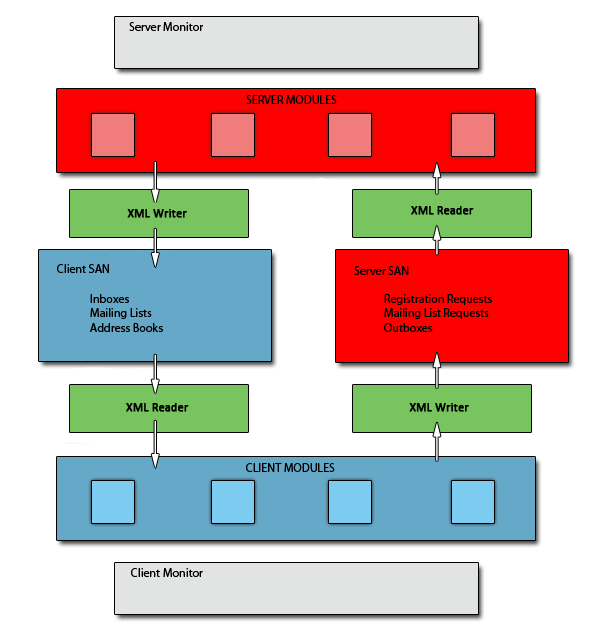 Server Monitor
SERVER MODULES
XML Writer
XML Reader
Client SAN
Inboxes
Mailing Lists
Address Books
Server SAN
Registration Requests
Mailing List Requests
Outboxes
XML Reader
XML Writer
CLIENT MODULES
Client Monitor